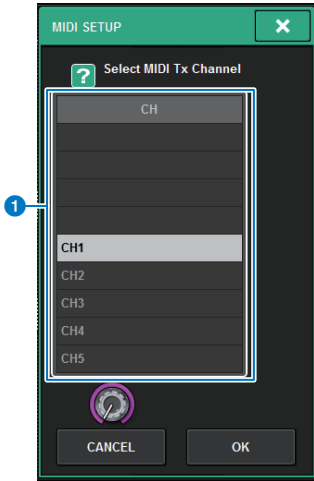 MIDI SETUP
×
? Select MIDI Tx Channel
CH
1
CH1
CH2
CH3
CH4
CH5
CANCEL
OK